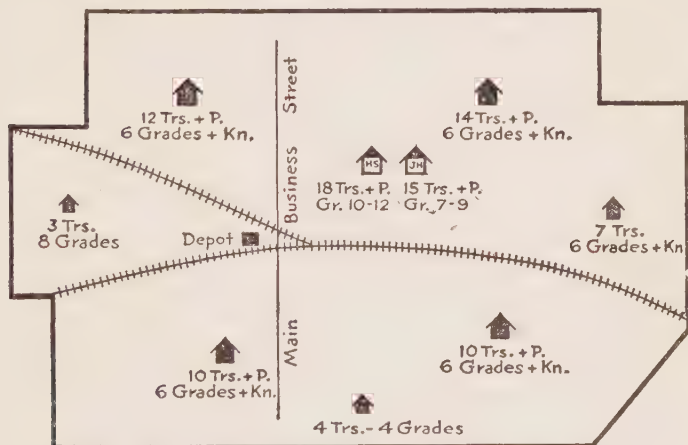 12 Trs. + P.
6 Grades + Kn.
14 Trs. + P.
6 Grades + Kn.
Main Business Street
HS
JH
18 Trs. + P.
Gr. 10-12
15 Trs. + P.
Gr. 7-9
3 Trs.
8 Grades
Depot
7 Trs.
6 Grades + Kn.
10 Trs. + P.
6 Grades + Kn.
10 Trs. + P.
6 Grades + Kn.
4 Trs. - 4 Grades